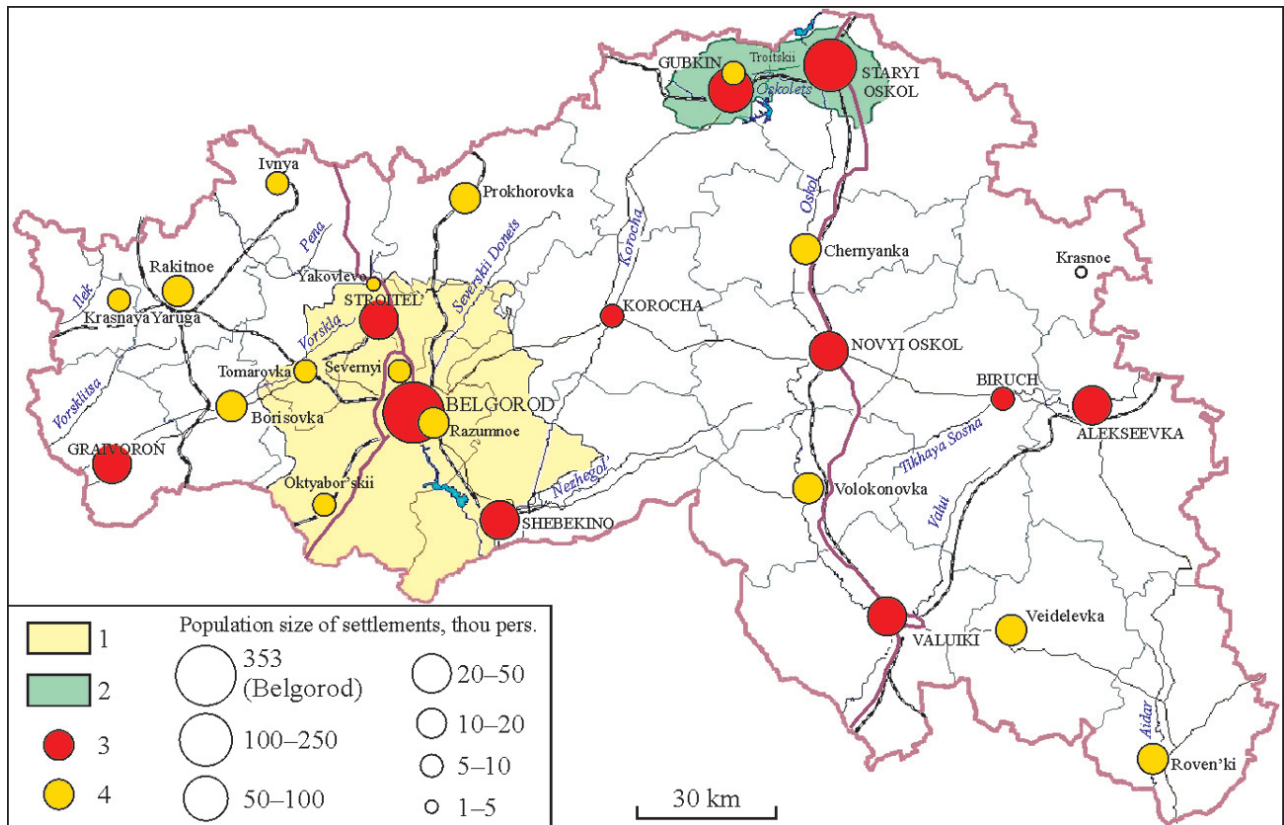 GUBKIN
Troitskii
Oskolets
STARYI
OSKOL
Ivnya
Prokhorovka
Pena
Severskii Donets
Korocha
Oskol
Chernyanka
Krasnoe
Rakitnoe
Ilek
Krasnaya Yaruga
Yakovlevo
STROITEL'
Vorskla
KOROCHA
NOVYI OSKOL
Tomarovka
Severnyi
BIRUCH
Vorsklitsa
Borisovka
BELGOROD
Razumnoe
ALEKSEEVKA
GRAIVORON
Tikhaya Sosna
Oktyabor'skii
Nezhegol'
Volokonovka
Valui
SHEBEKINO
VALUIKI
Veidelevka
Aidar
Roven'ki
1
2
3
4
Population size of settlements, thou pers.
353
(Belgorod)
100–250
50–100
20–50
10–20
5–10
1–5
30 km